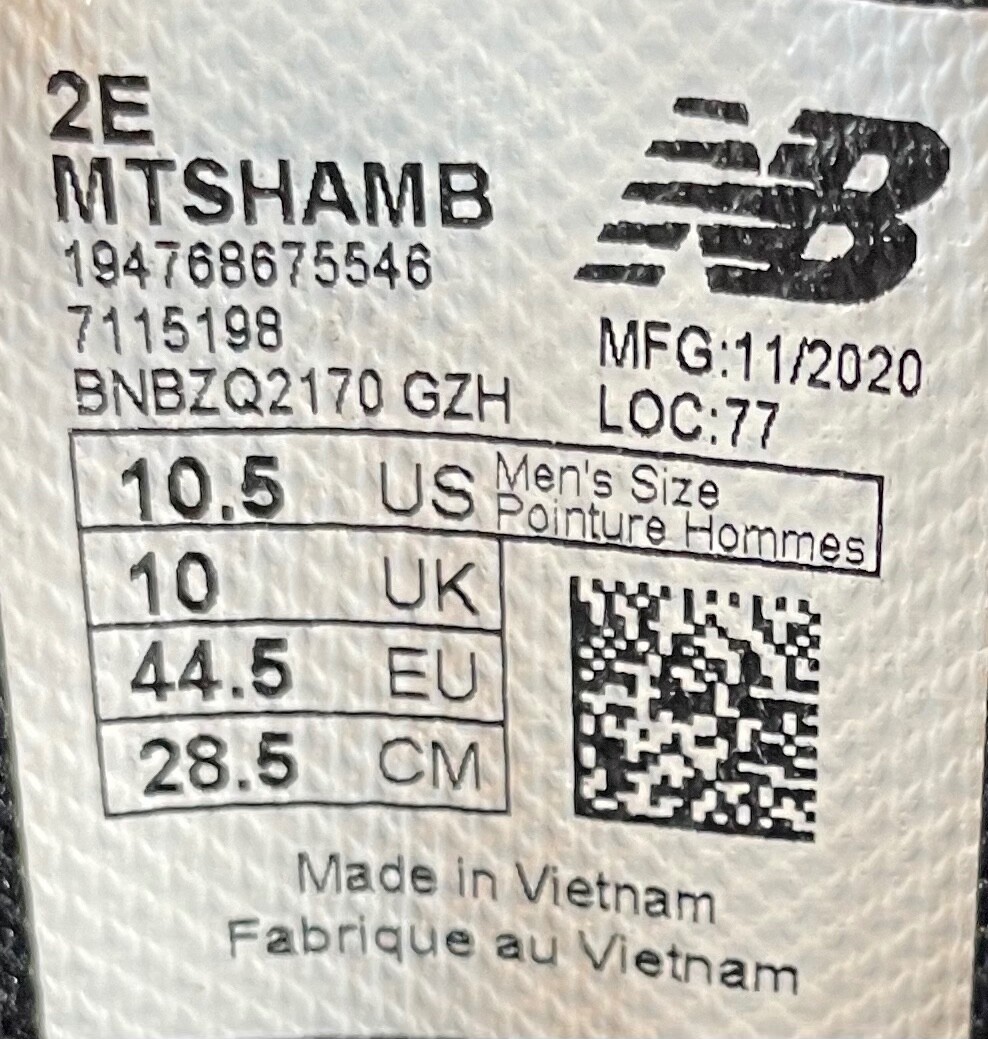 2E
MTSHAMB
194768675546
7115198
BNBZQ2170 GZH
NB
MFG:11/2020
LOC:77
10.5 US Men's Size
Pointure Hommes
10 UK
44.5 EU
28.5 CM
Made in Vietnam
Fabrique au Vietnam